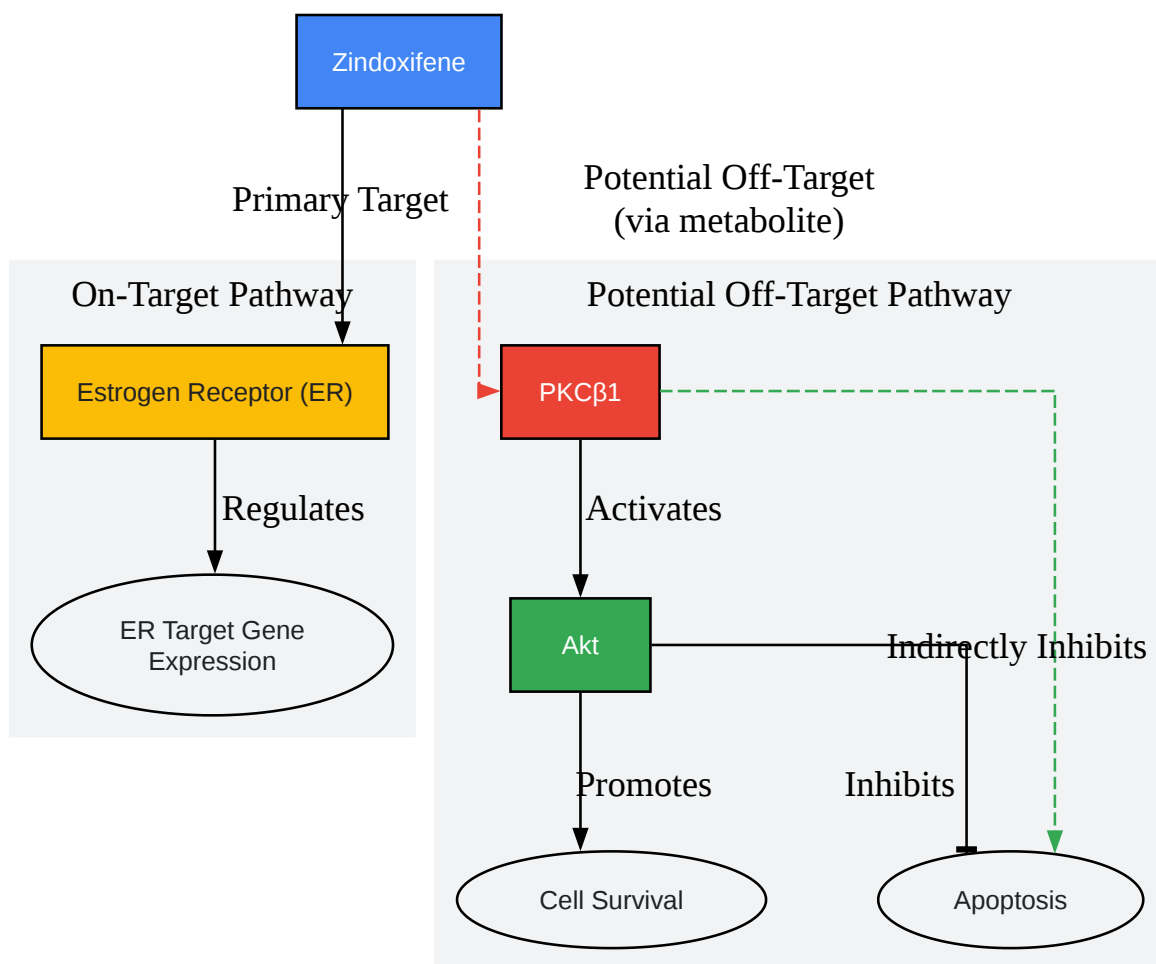 Zindoxifene
Primary Target
Potential Off-Target
(via metabolite)
On-Target Pathway
Potential Off-Target Pathway
Estrogen Receptor (ER)
PKCβ1
Regulates
Activates
ER Target Gene
Expression
Akt
Indirectly Inhibits
Promotes
Inhibits
Cell Survival
Apoptosis